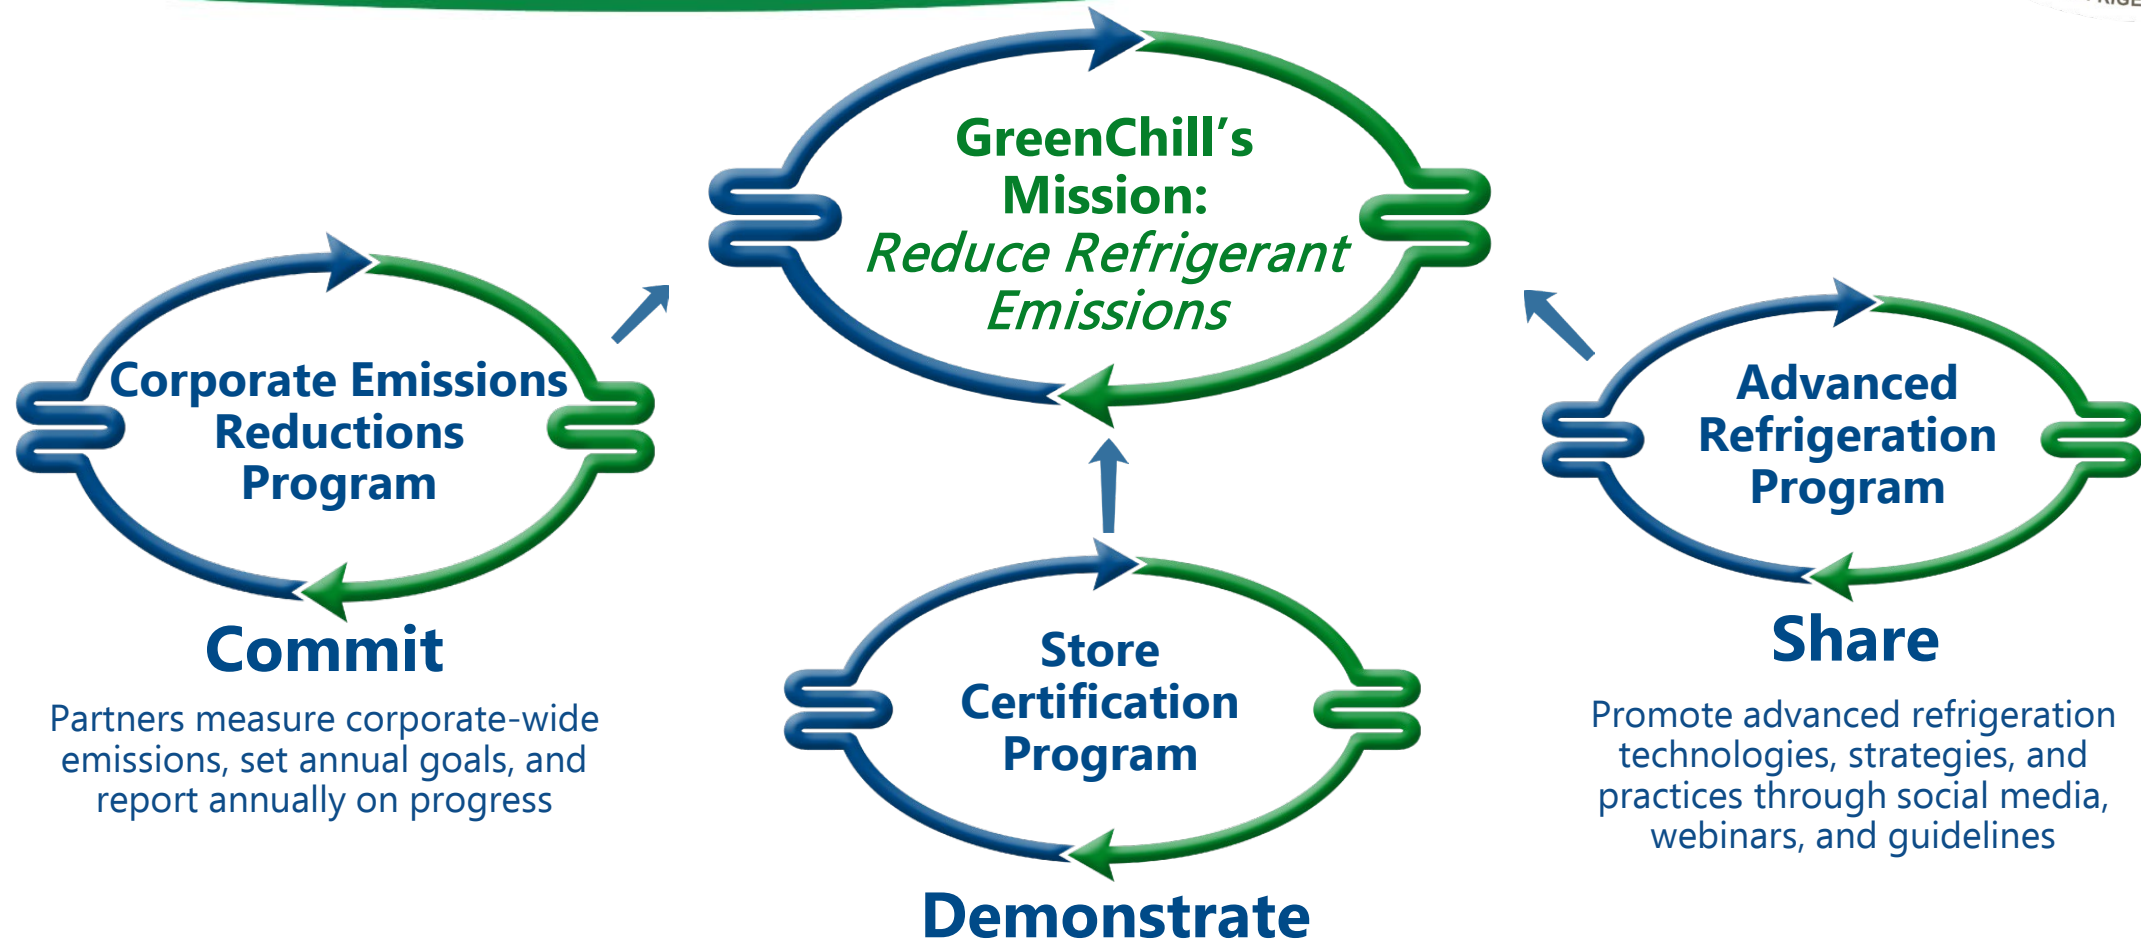 GreenChill's
Mission:
Reduce Refrigerant
Emissions
Corporate Emissions
Reductions
Program
Commit
Partners measure corporate-wide
emissions, set annual goals, and
report annually on progress
Store
Certification
Program
Demonstrate
Advanced
Refrigeration
Program
Share
Promote advanced refrigeration
technologies, strategies, and
practices through social media,
webinars, and guidelines